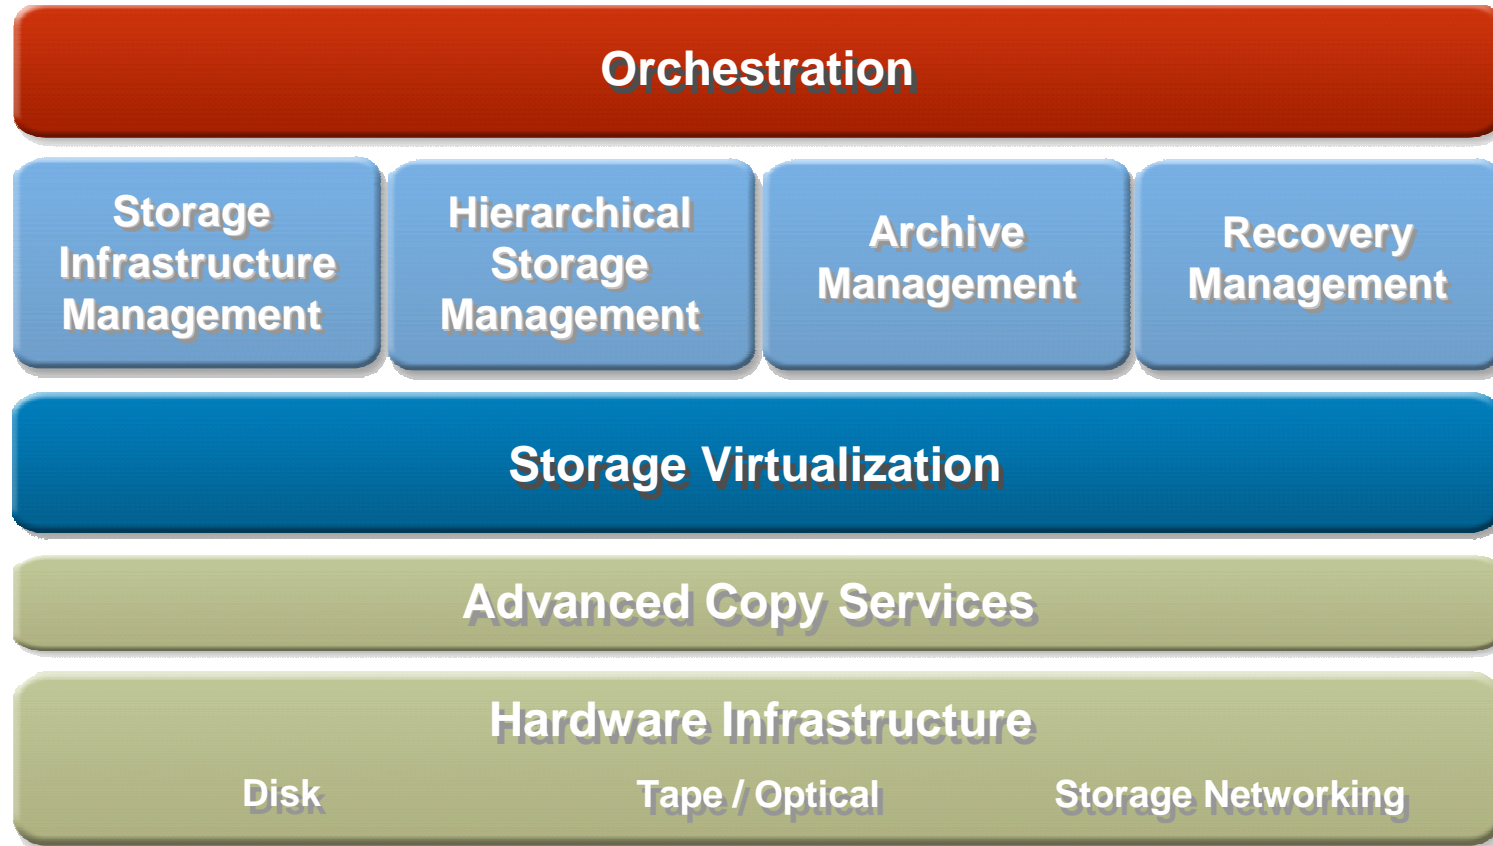 Orchestration
Storage
Infrastructure
Management
Hierarchical
Storage
Management
Archive
Management
Recovery
Management
Storage Virtualization
Advanced Copy Services
Hardware Infrastructure
Disk
Tape / Optical
Storage Networking